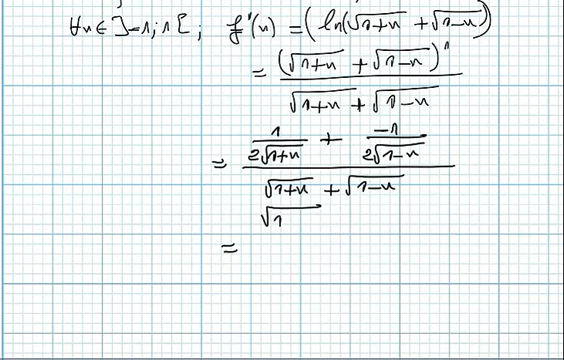 ∀x ∈ ]-1; 1[ ; f'(x) = (ln(√(1+x) + √(1-x)))
= (√(1+x) + √(1-x))' / (√(1+x) + √(1-x))
= (1/(2√(1+x)) + -1/(2√(1-x))) / (√(1+x) + √(1-x))
√1
=